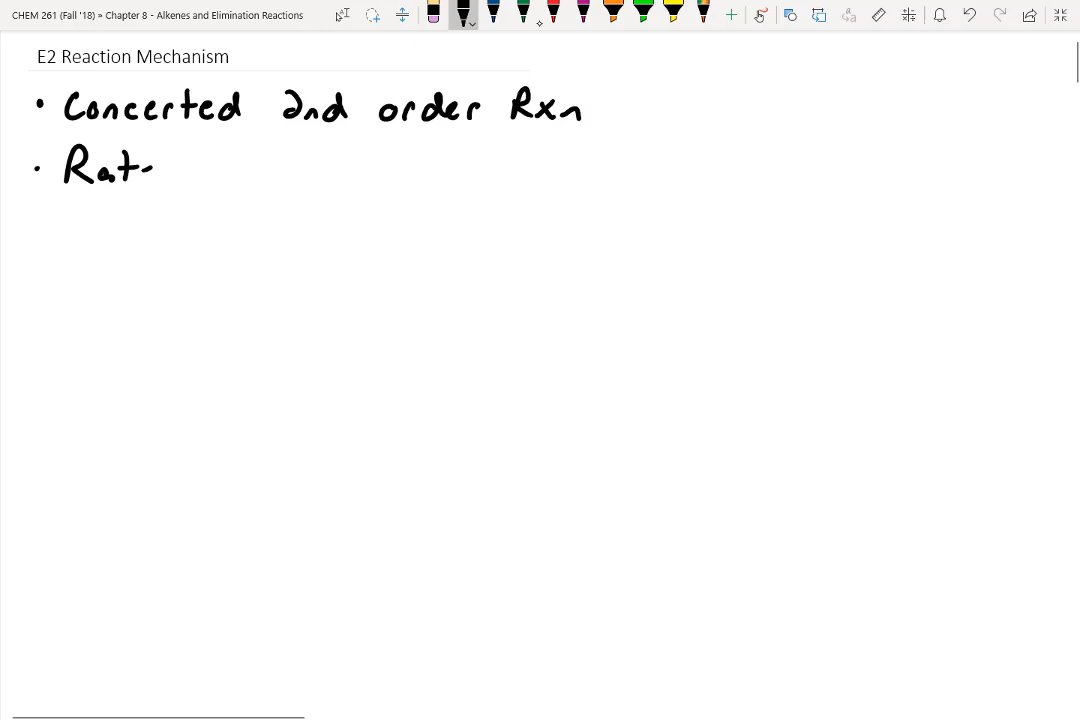 CHEM 261 (Fall '18) » Chapter 8 - Alkenes and Elimination Reactions
E2 Reaction Mechanism
• Concerted 2nd order Rxn
• Rat-